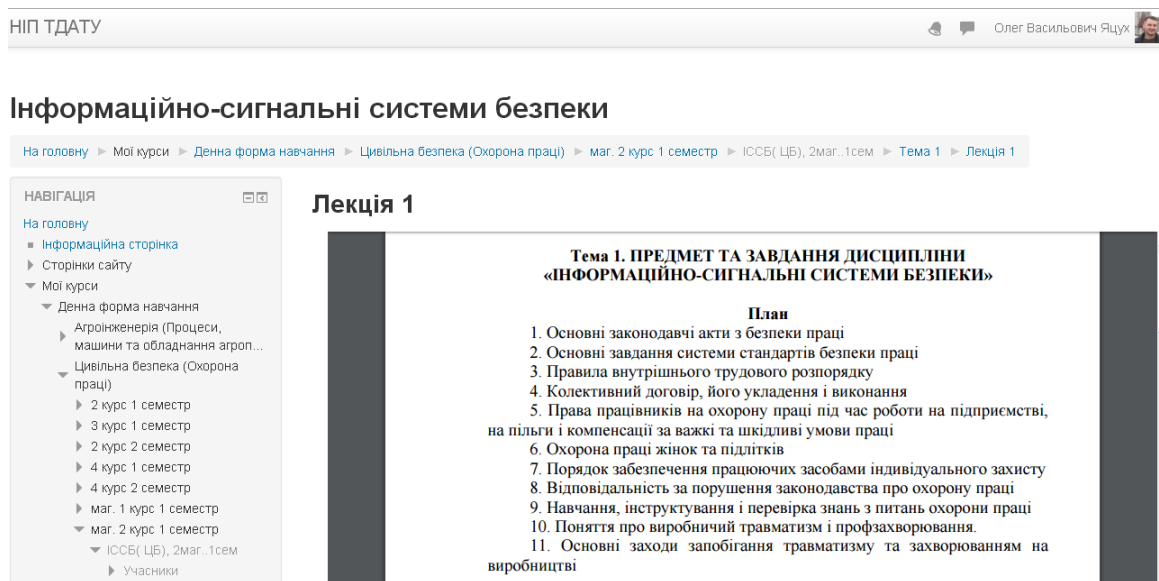 НІП ТДАТУ
Олег Васильович Яцух
Інформаційно-сигнальні системи безпеки
На головну ► Мої курси ► Денна форма навчання ► Цивільна безпека (Охорона праці) ► маг. 2 курс 1 семестр ► ІССБ( ЦБ), 2маг..1сем ► Тема 1 ► Лекція 1
НАВІГАЦІЯ
На головну
Інформаційна сторінка
Сторінки сайту
Мої курси
Денна форма навчання
Агроінженерія (Процеси,
машини та обладнання агроп...
Цивільна безпека (Охорона
праці)
2 курс 1 семестр
3 курс 1 семестр
2 курс 2 семестр
4 курс 1 семестр
4 курс 2 семестр
маг. 1 курс 1 семестр
маг. 2 курс 1 семестр
ІССБ( ЦБ), 2маг..1сем
Учасники
Лекція 1
Тема 1. ПРЕДМЕТ ТА ЗАВДАННЯ ДИСЦИПЛІНИ
«ІНФОРМАЦІЙНО-СИГНАЛЬНІ СИСТЕМИ БЕЗПЕКИ»
План
1. Основні законодавчі акти з безпеки праці
2. Основні завдання системи стандартів безпеки праці
3. Правила внутрішнього трудового розпорядку
4. Колективний договір, його укладення і виконання
5. Права працівників на охорону праці під час роботи на підприємстві,
на пільги і компенсації за важкі та шкідливі умови праці
6. Охорона праці жінок та підлітків
7. Порядок забезпечення працюючих засобами індивідуального захисту
8. Відповідальність за порушення законодавства про охорону праці
9. Навчання, інструктування і перевірка знань з питань охорони праці
10. Поняття про виробничий травматизм і профзахворювання.
11. Основні заходи запобігання травматизму та захворюванням на
виробництві